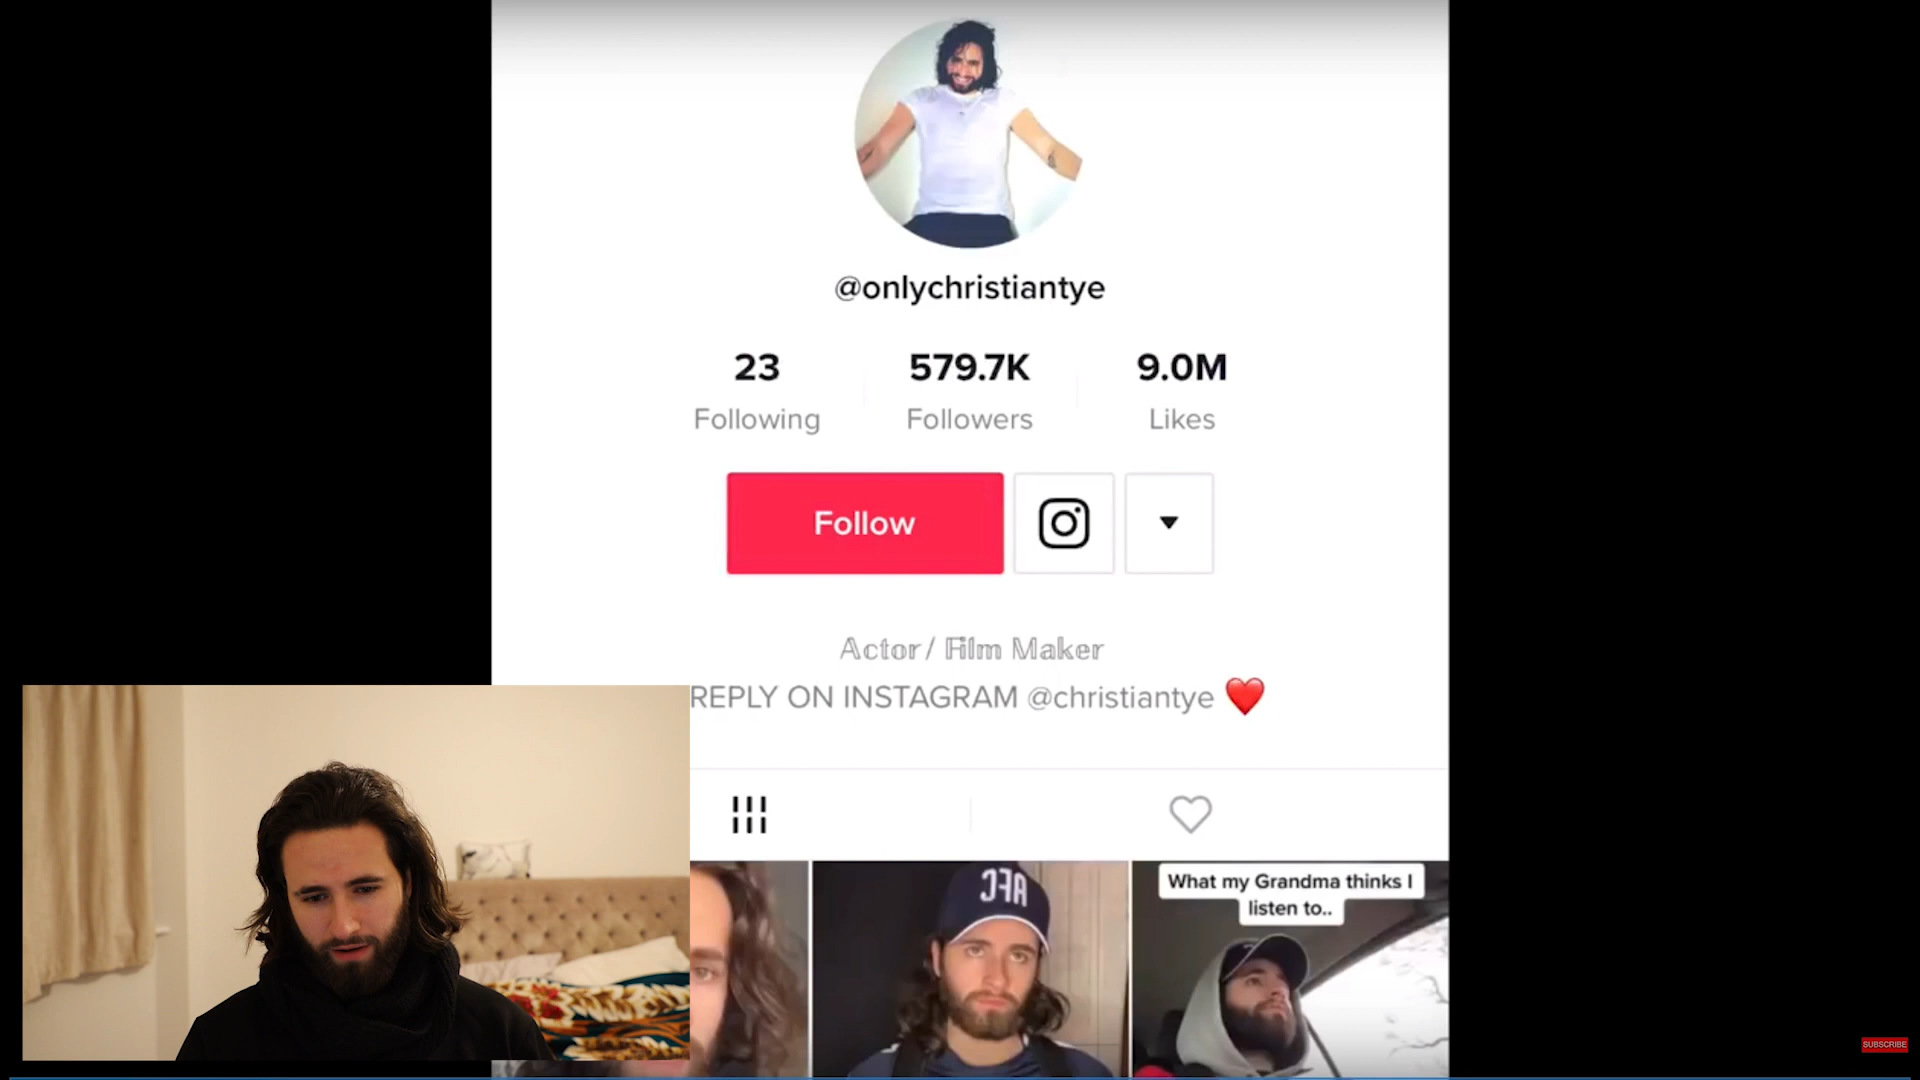 @onlychristiantye
23 579.7K 9.0M
Following Followers Likes
Follow
Actor / Film Maker
REPLY ON INSTAGRAM @christiantye ❤️
What my Grandma thinks I
listen to..
SUBSCRIBE